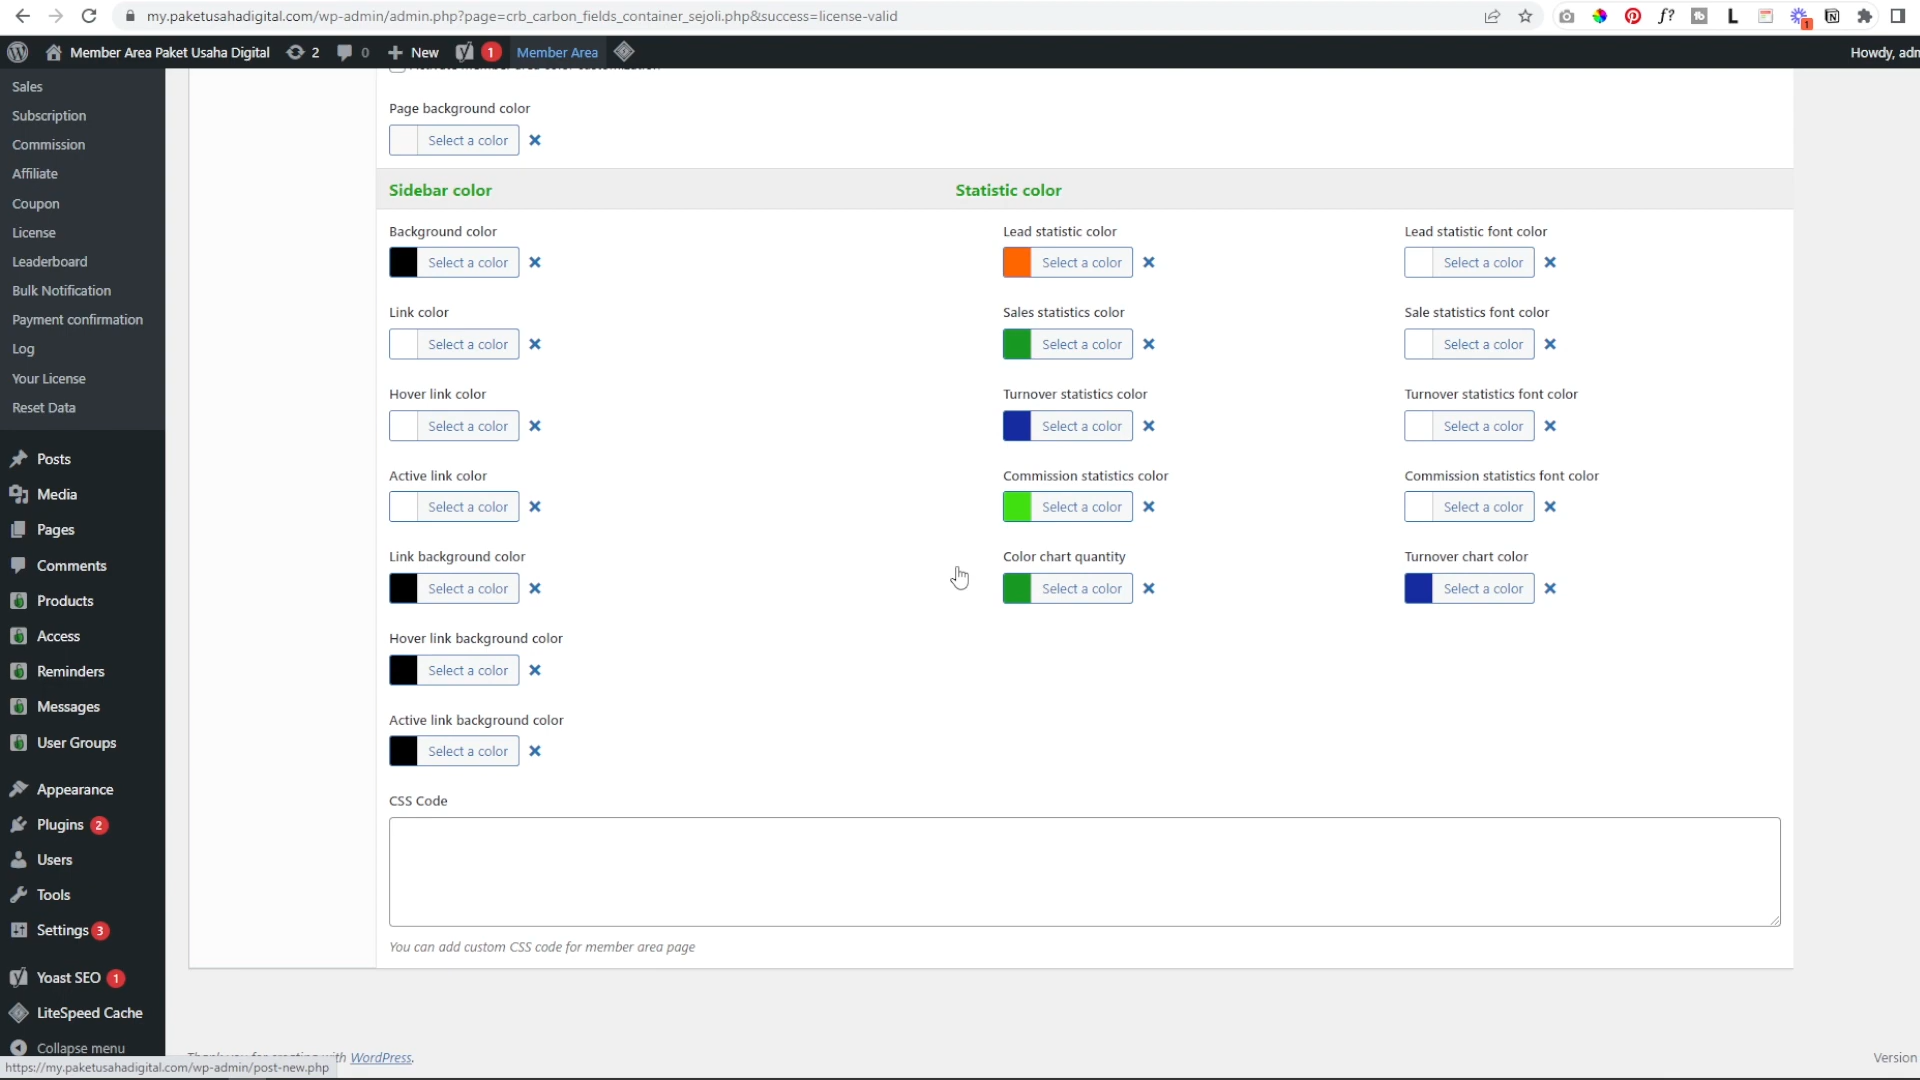 my.paketusahadigital.com/wp-admin/admin.php?page=crb_carbon_fields_container_sejoli.php&success=license-valid
Member Area Paket Usaha Digital
2
0
New
1
Member Area
Howdy, adm
Sales
Subscription
Commission
Affiliate
Coupon
License
Leaderboard
Bulk Notification
Payment confirmation
Log
Your License
Reset Data
Posts
Media
Pages
Comments
Products
Access
Reminders
Messages
User Groups
Appearance
Plugins 2
Users
Tools
Settings 3
Yoast SEO 1
LiteSpeed Cache
Collapse menu
https://my.paketusahadigital.com/wp-admin/post-new.php
Page background color
Select a color
Sidebar color
Statistic color
Background color
Select a color
Link color
Select a color
Hover link color
Select a color
Active link color
Select a color
Link background color
Select a color
Hover link background color
Select a color
Active link background color
Select a color
Lead statistic color
Select a color
Sales statistics color
Select a color
Turnover statistics color
Select a color
Commission statistics color
Select a color
Color chart quantity
Select a color
Lead statistic font color
Select a color
Sale statistics font color
Select a color
Turnover statistics font color
Select a color
Commission statistics font color
Select a color
Turnover chart color
Select a color
CSS Code
You can add custom CSS code for member area page
WordPress.
Version